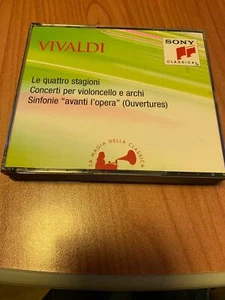 VIVALDI
SONY
CLASSICAL
Le quattro stagioni
Concerti per violoncello e archi
Sinfonie "avanti l'opera" (Ouvertures)
LA MAGIA DELLA CLASSICA